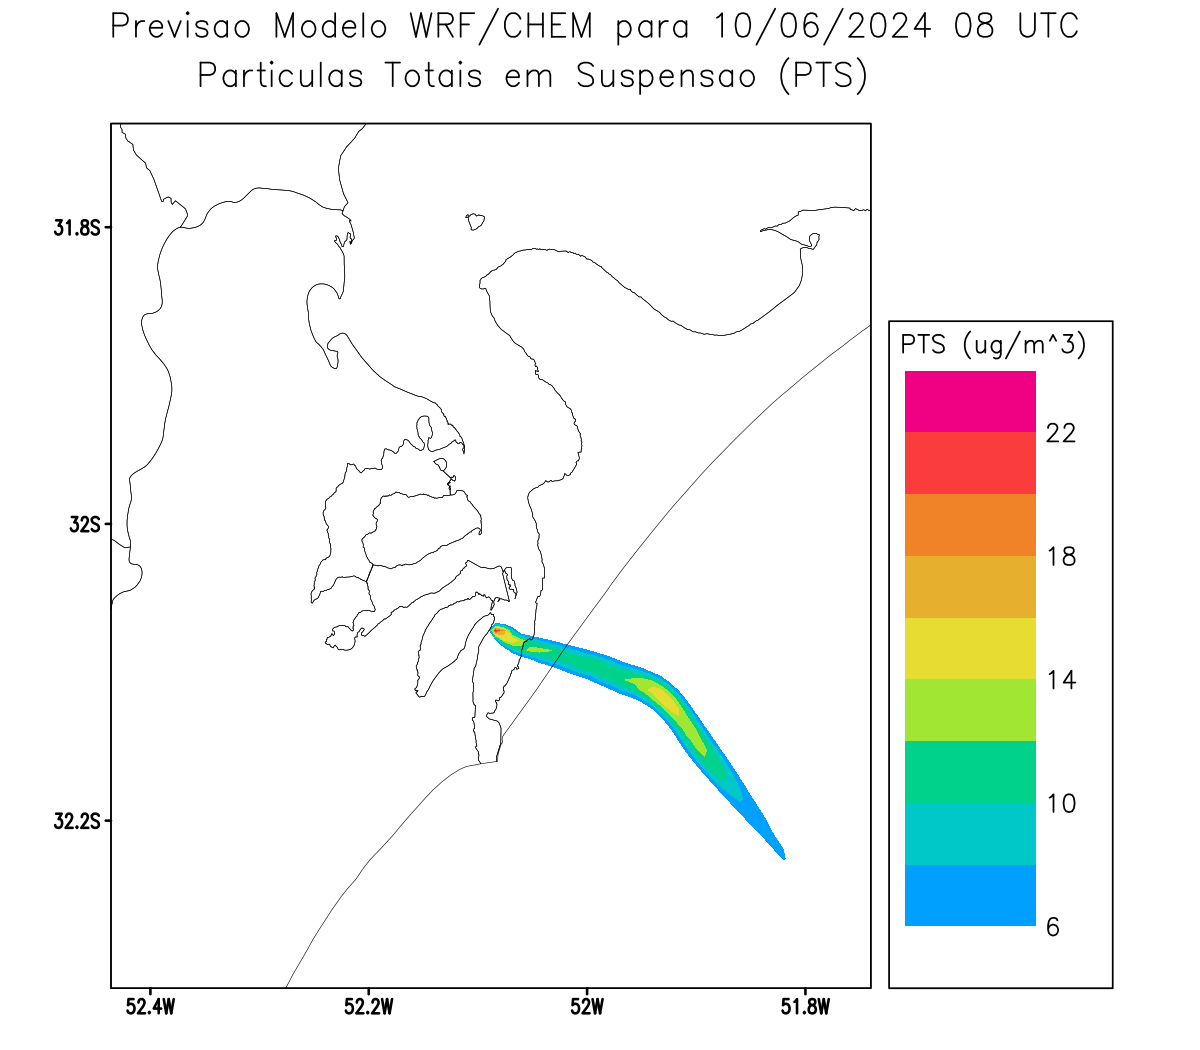 Previsao Modelo WRF/CHEM para 10/06/2024 08 UTC
Particulas Totais em Suspensao (PTS)
31.8S
32S
32.2S
52.4W
52.2W
52W
51.8W
PTS (ug/m^3)
22
18
14
10
6